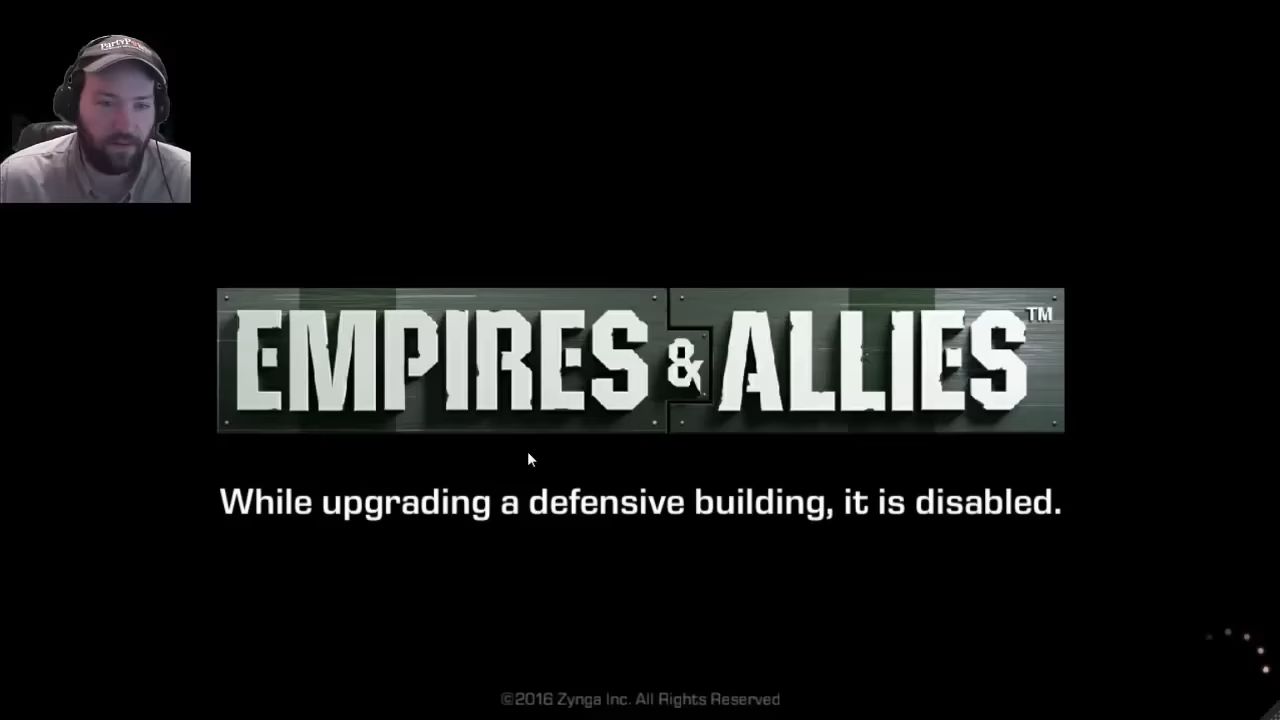 EMPIRES & ALLIES™
While upgrading a defensive building, it is disabled.
©2016 Zynga Inc. All Rights Reserved